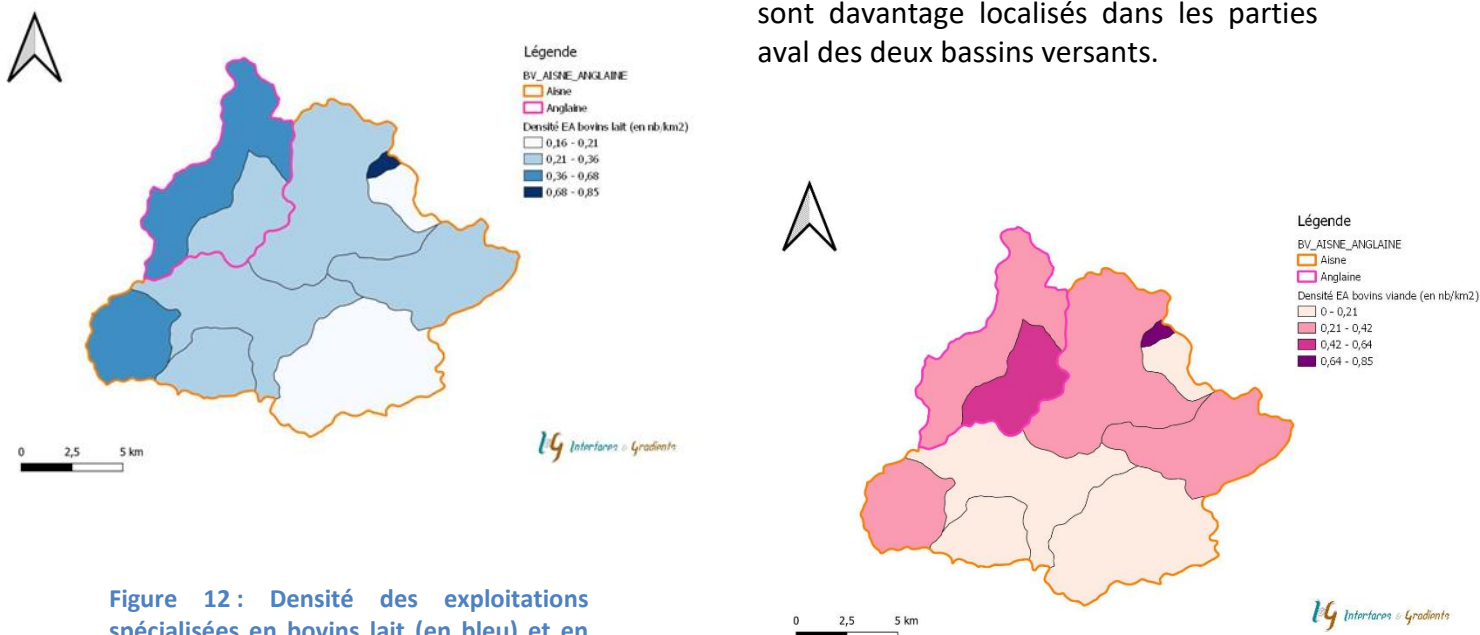 sont davantage localisés dans les parties
aval des deux bassins versants.
Légende
BV_AISNE_ANGLAINE
Aisne
Anglaine
Densité EA bovins lait (en nb/km2)
0,16 - 0,21
0,21 - 0,36
0,36 - 0,68
0,68 - 0,85
0 2,5 5 km
Interfaces & Gradients
Figure 12 : Densité des exploitations
spécialisées en bovins lait (en bleu) et en
Légende
BV_AISNE_ANGLAINE
Aisne
Anglaine
Densité EA bovins viande (en nb/km2)
0 - 0,21
0,21 - 0,42
0,42 - 0,64
0,64 - 0,85
0 2,5 5 km
Interfaces & Gradients